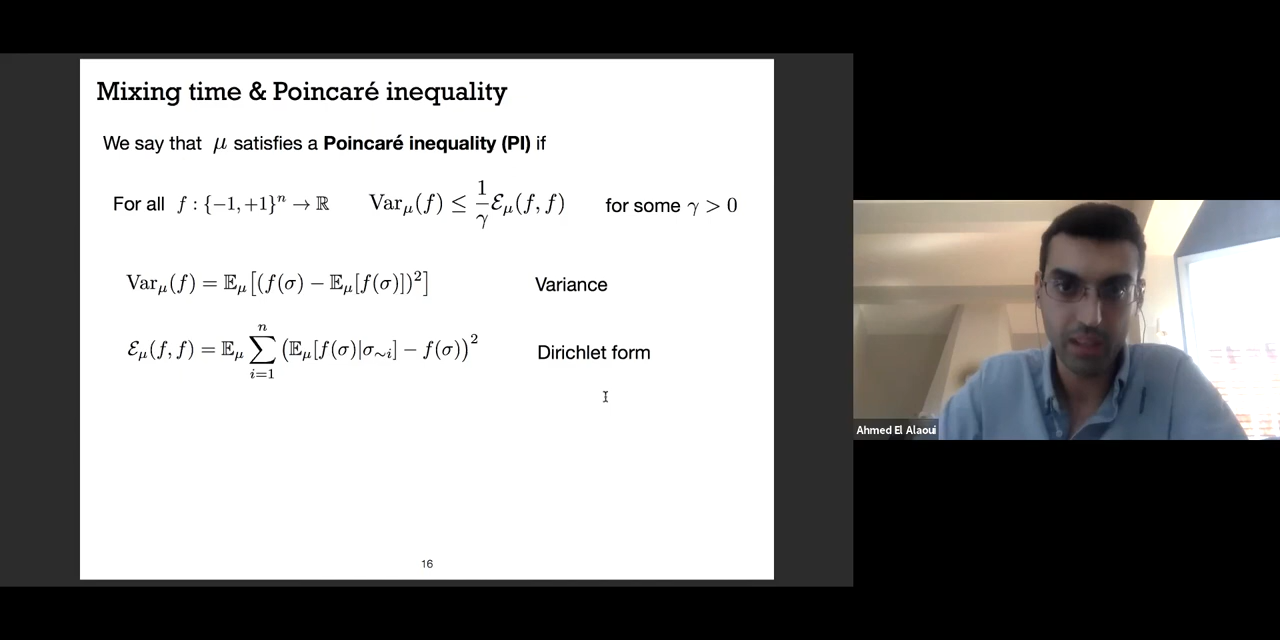 Mixing time & Poincaré inequality
We say that μ satisfies a Poincaré inequality (PI) if
For all f : {−1, +1}ⁿ → ℝ Var_μ(f) ≤ \frac{1}{γ} ℰ_μ(f, f) for some γ > 0
Var_μ(f) = 𝔼_μ[(f(σ) − 𝔼_μ[f(σ)])²] Variance
ℰ_μ(f, f) = 𝔼_μ \sum_{i=1}^{n} (𝔼_μ[f(σ)|σ_{∼i}] − f(σ))² Dirichlet form
Ahmed El Alaoui
16